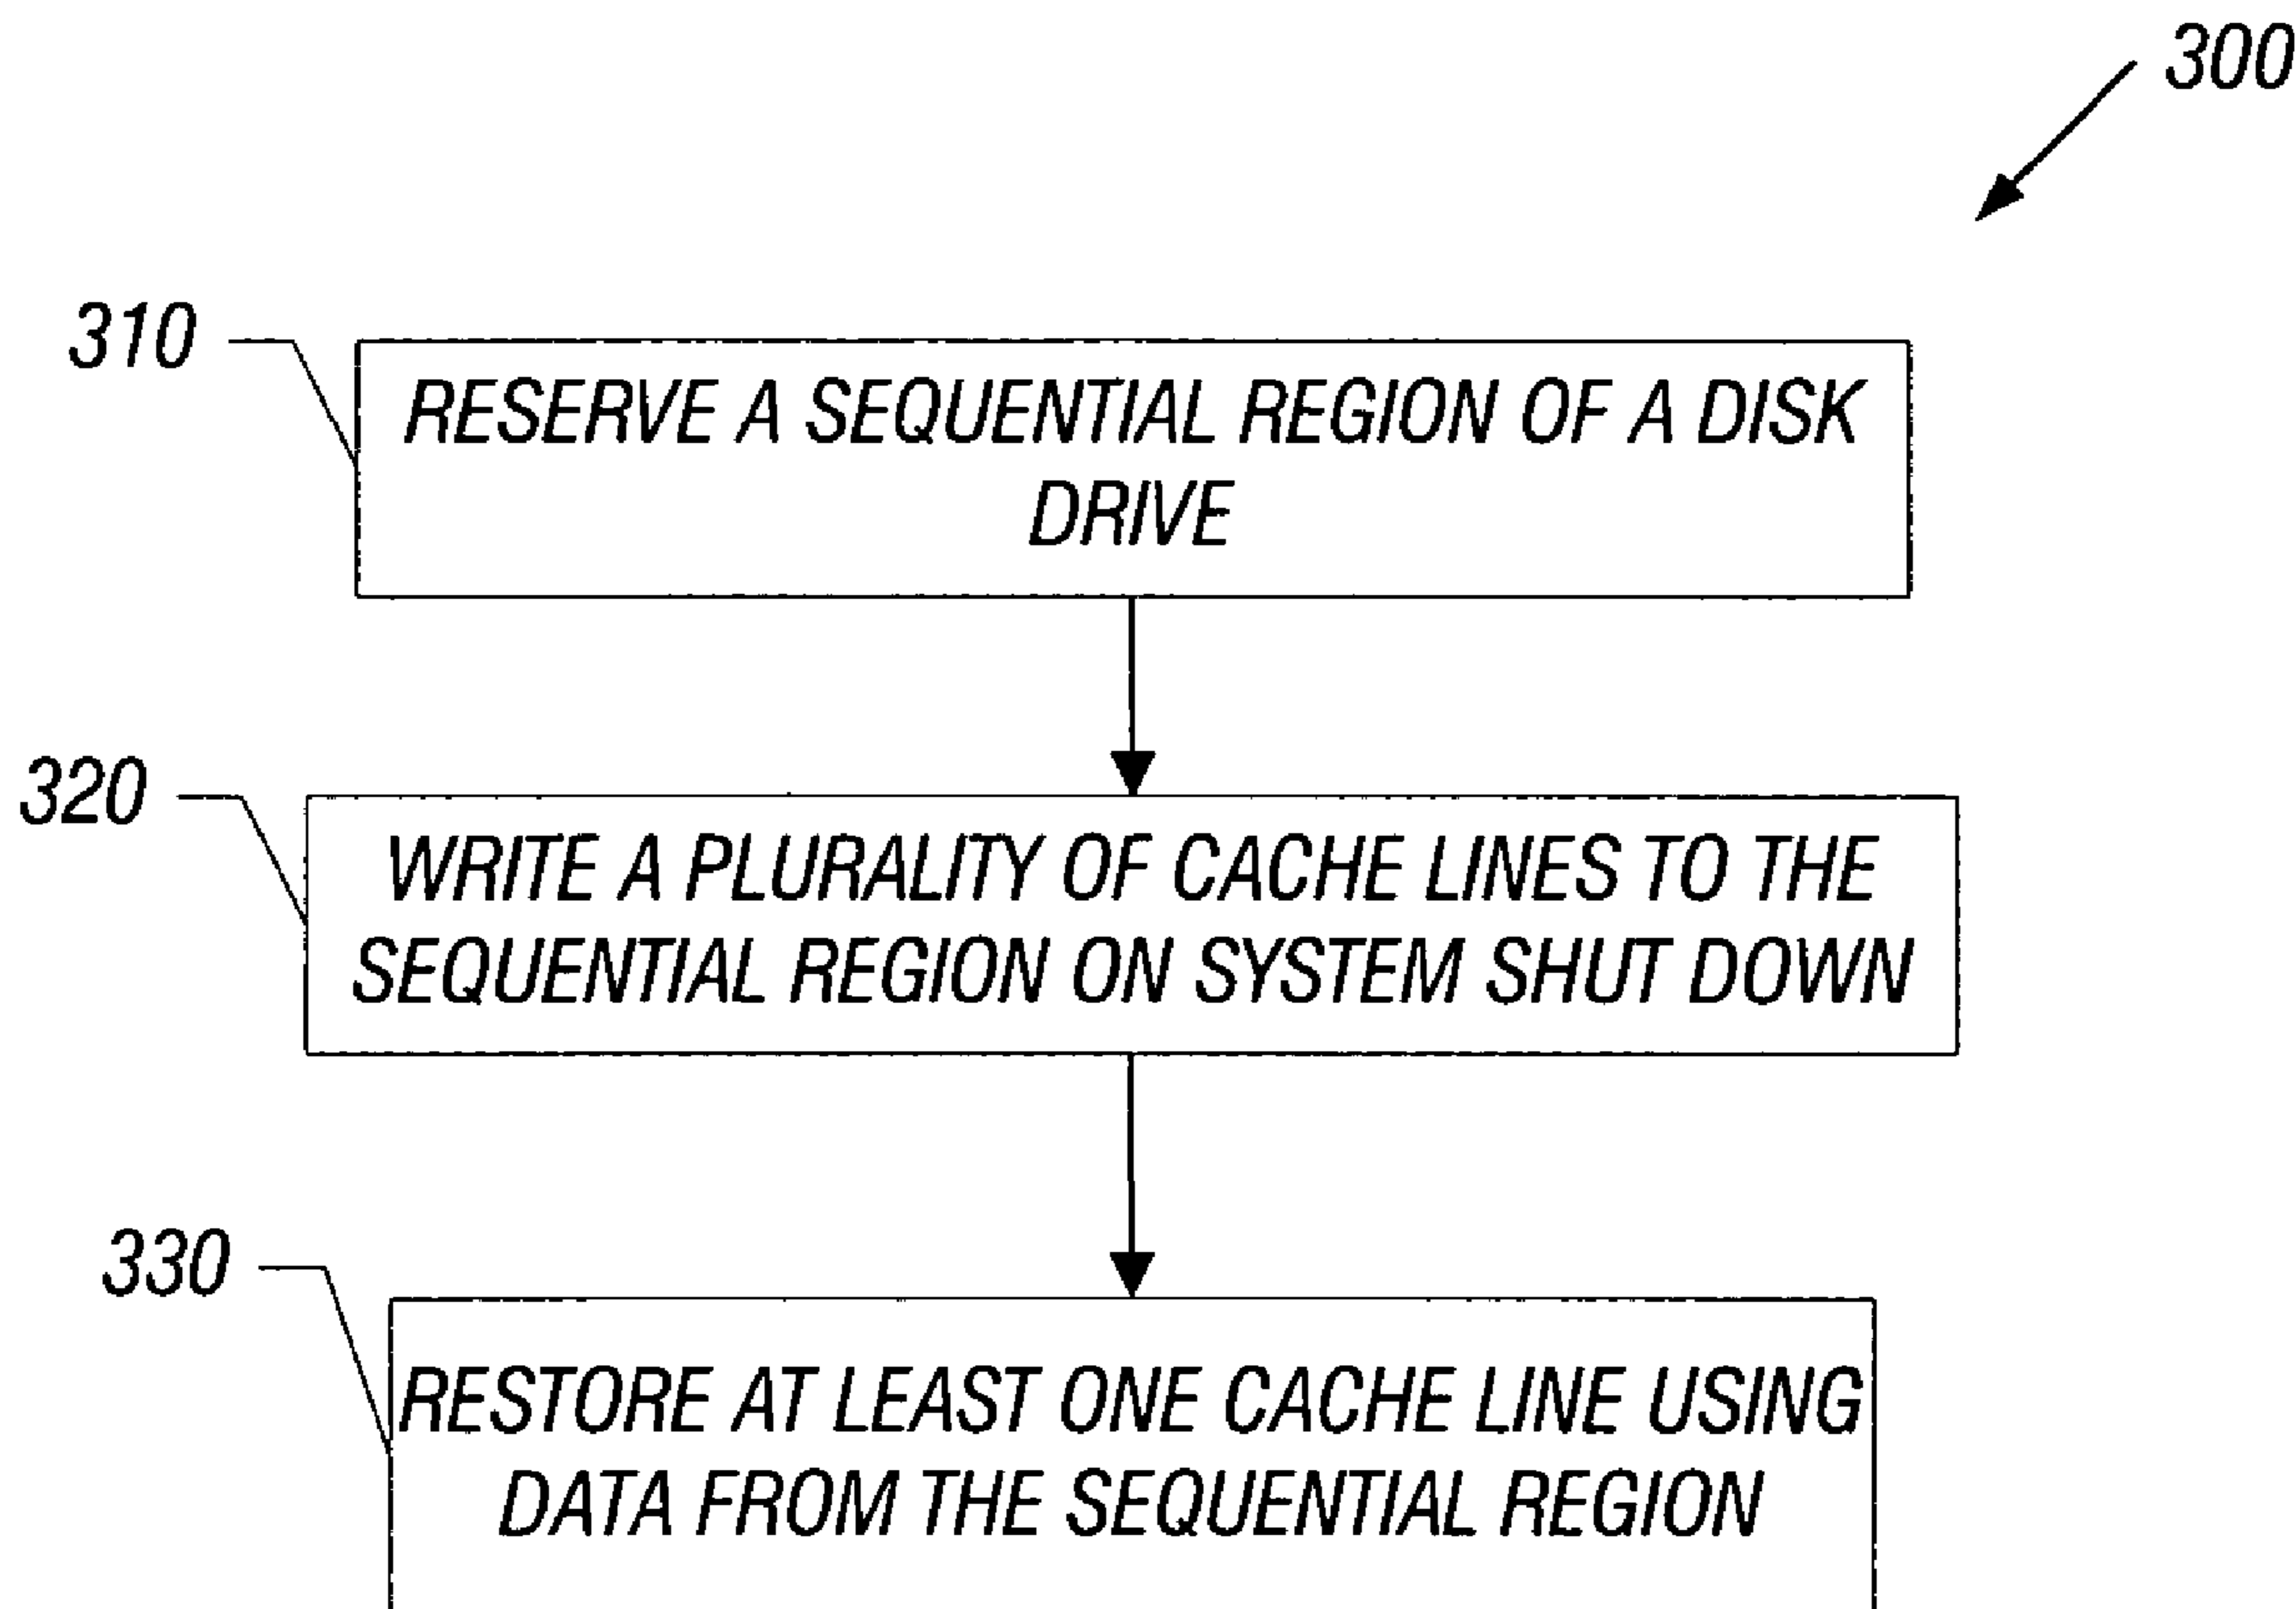 300
310
RESERVE A SEQUENTIAL REGION OF A DISK
DRIVE
320
WRITE A PLURALITY OF CACHE LINES TO THE
SEQUENTIAL REGION ON SYSTEM SHUT DOWN
330
RESTORE AT LEAST ONE CACHE LINE USING
DATA FROM THE SEQUENTIAL REGION